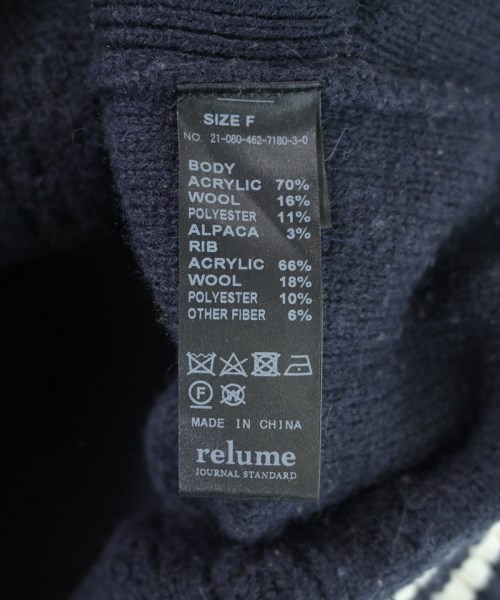 SIZE F
NO. 21-080-462-7180-3-0
BODY
ACRYLIC 70%
WOOL 16%
POLYESTER 11%
ALPACA 3%
RIB
ACRYLIC 66%
WOOL 18%
POLYESTER 10%
OTHER FIBER 6%
F W
MADE IN CHINA
relume
JOURNAL STANDARD